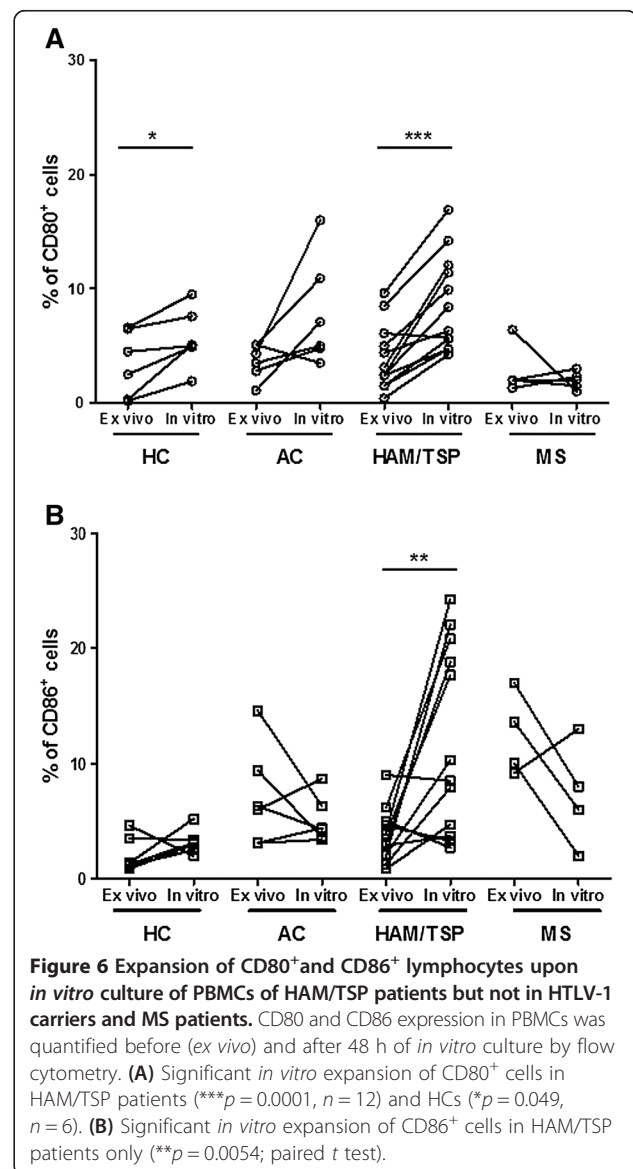 A
*
***
30
20
10
0
% of CD80+ cells
Ex vivo In vitro Ex vivo In vitro Ex vivo In vitro Ex vivo In vitro
HC AC HAM/TSP MS
B
**
30
20
10
0
% of CD86+ cells
Ex vivo In vitro Ex vivo In vitro Ex vivo In vitro Ex vivo In vitro
HC AC HAM/TSP MS
Figure 6 Expansion of CD80+and CD86+ lymphocytes upon
in vitro culture of PBMCs of HAM/TSP patients but not in HTLV-1
carriers and MS patients. CD80 and CD86 expression in PBMCs was
quantified before (ex vivo) and after 48 h of in vitro culture by flow
cytometry. (A) Significant in vitro expansion of CD80+ cells in
HAM/TSP patients (***p = 0.0001, n = 12) and HCs (*p = 0.049,
n = 6). (B) Significant in vitro expansion of CD86+ cells in HAM/TSP
patients only (**p = 0.0054; paired t test).